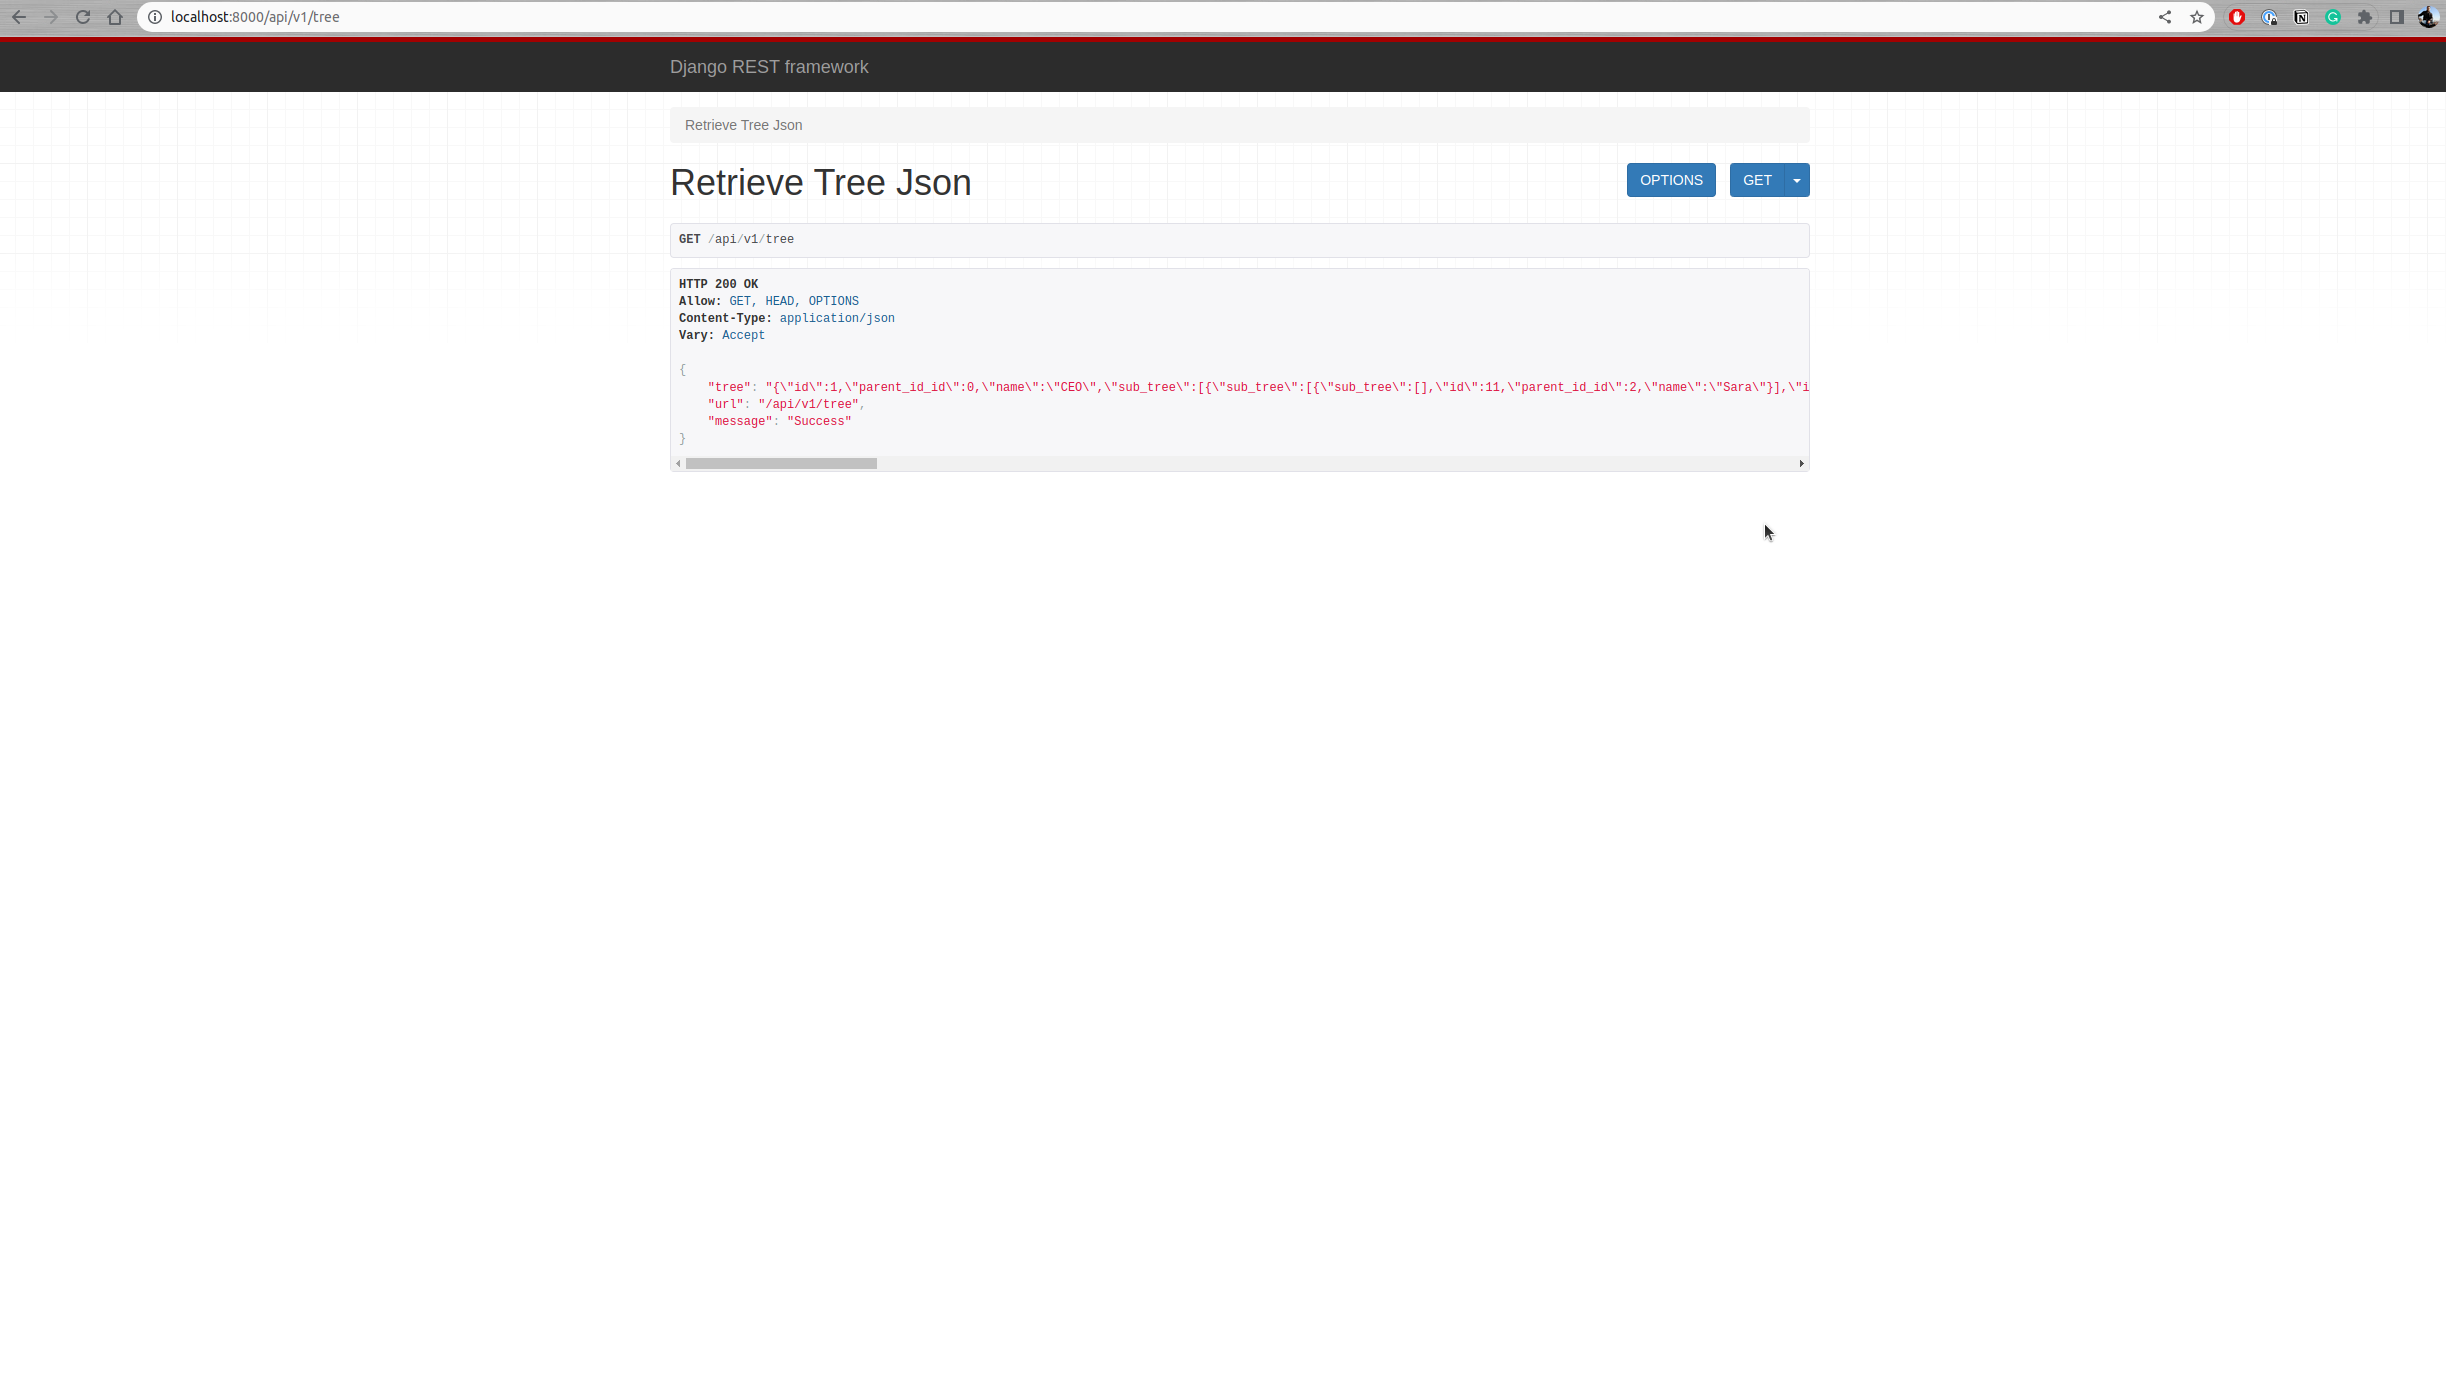 localhost:8000/api/v1/tree
Django REST framework
Retrieve Tree Json
Retrieve Tree Json
OPTIONS
GET
GET /api/v1/tree
HTTP 200 OK
Allow: GET, HEAD, OPTIONS
Content-Type: application/json
Vary: Accept
{
"tree": "{\"id\":1,\"parent_id_id\":0,\"name\":\"CEO\",\"sub_tree\":[{\"sub_tree\":[{\"sub_tree\":[],\"id\":11,\"parent_id_id\":2,\"name\":\"Sara\"}],\"i
"url": "/api/v1/tree",
"message": "Success"
}